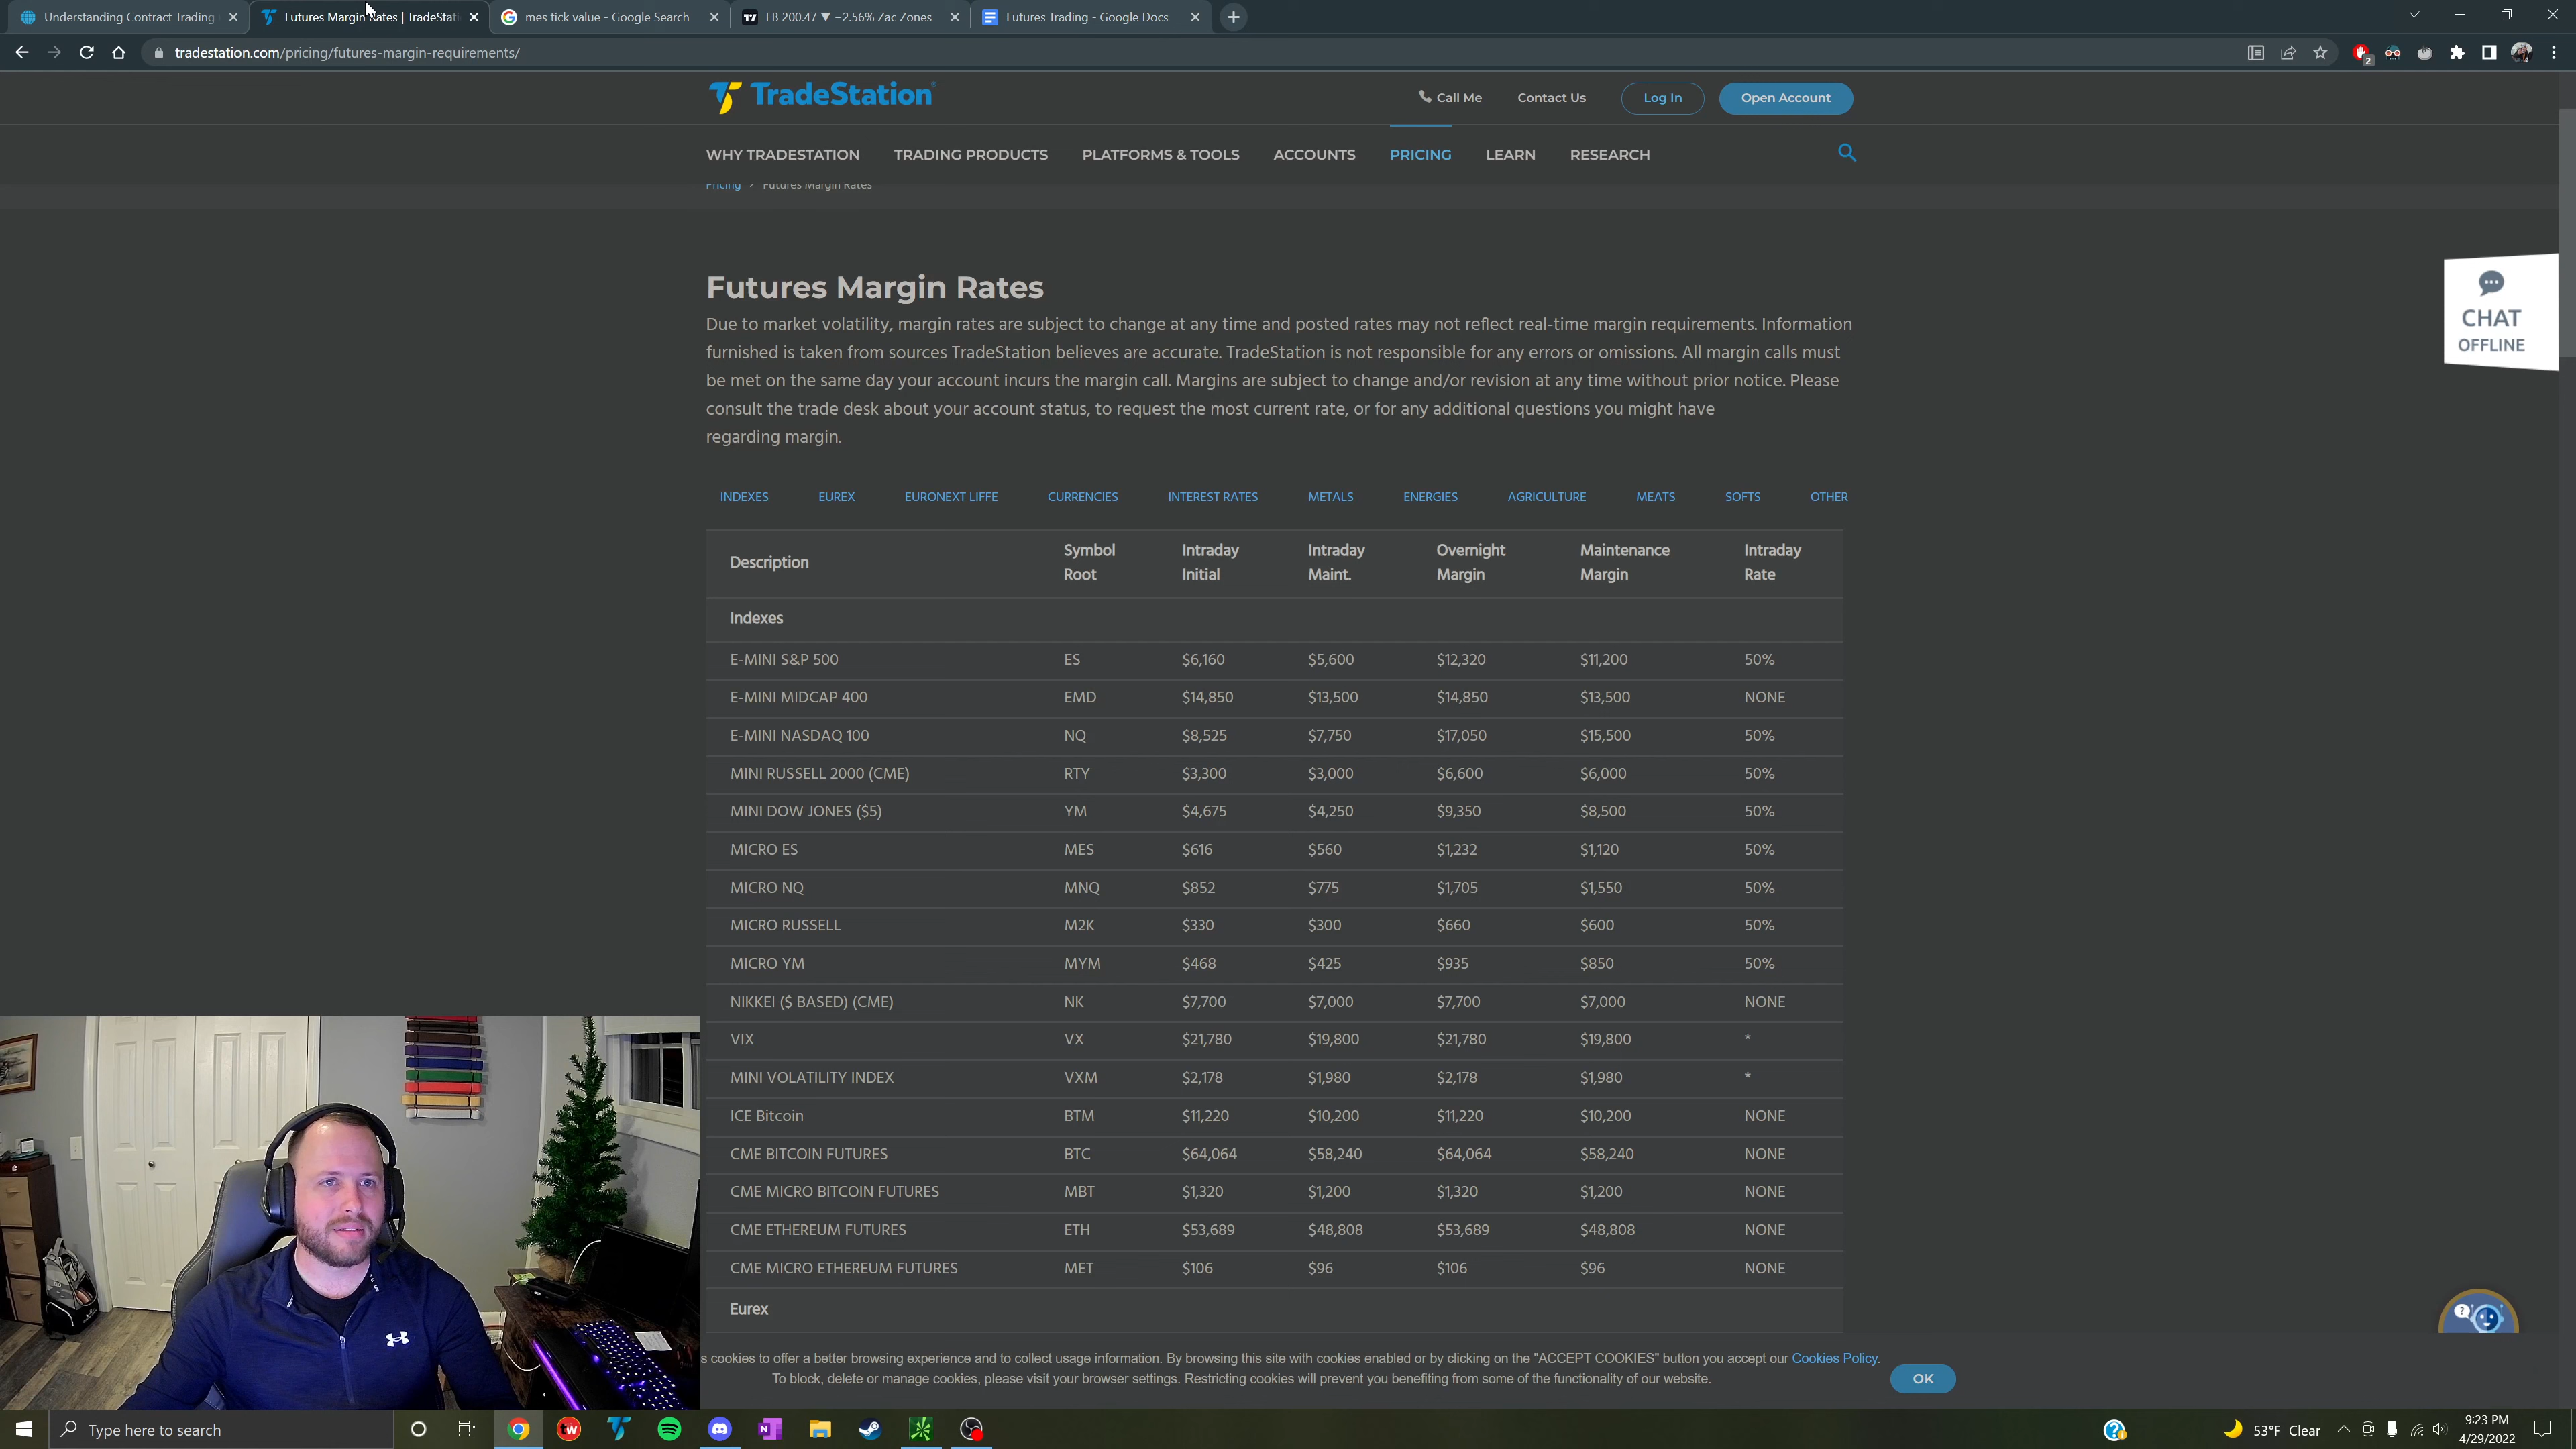 Understanding Contract Trading
Futures Margin Rates | TradeStati
mes tick value - Google Search
FB 200.47 ▼ −2.56% Zac Zones
Futures Trading - Google Docs
tradestation.com/pricing/futures-margin-requirements/
2
TradeStation
Call Me
Contact Us
Log In
Open Account
WHY TRADESTATION
TRADING PRODUCTS
PLATFORMS & TOOLS
ACCOUNTS
PRICING
LEARN
RESEARCH
Pricing > Futures Margin Rates
Futures Margin Rates
Due to market volatility, margin rates are subject to change at any time and posted rates may not reflect real-time margin requirements. Information
furnished is taken from sources TradeStation believes are accurate. TradeStation is not responsible for any errors or omissions. All margin calls must
be met on the same day your account incurs the margin call. Margins are subject to change and/or revision at any time without prior notice. Please
consult the trade desk about your account status, to request the most current rate, or for any additional questions you might have
regarding margin.
CHAT
OFFLINE
INDEXES EUREX EURONEXT LIFFE CURRENCIES INTEREST RATES METALS ENERGIES AGRICULTURE MEATS SOFTS OTHER
Description Symbol Root Intraday Initial Intraday Maint. Overnight Margin Maintenance Margin Intraday Rate
Indexes
E-MINI S&P 500 ES $6,160 $5,600 $12,320 $11,200 50%
E-MINI MIDCAP 400 EMD $14,850 $13,500 $14,850 $13,500 NONE
E-MINI NASDAQ 100 NQ $8,525 $7,750 $17,050 $15,500 50%
MINI RUSSELL 2000 (CME) RTY $3,300 $3,000 $6,600 $6,000 50%
MINI DOW JONES ($5) YM $4,675 $4,250 $9,350 $8,500 50%
MICRO ES MES $616 $560 $1,232 $1,120 50%
MICRO NQ MNQ $852 $775 $1,705 $1,550 50%
MICRO RUSSELL M2K $330 $300 $660 $600 50%
MICRO YM MYM $468 $425 $935 $850 50%
NIKKEI ($ BASED) (CME) NK $7,700 $7,000 $7,700 $7,000 NONE
VIX VX $21,780 $19,800 $21,780 $19,800 *
MINI VOLATILITY INDEX VXM $2,178 $1,980 $2,178 $1,980 *
ICE Bitcoin BTM $11,220 $10,200 $11,220 $10,200 NONE
CME BITCOIN FUTURES BTC $64,064 $58,240 $64,064 $58,240 NONE
CME MICRO BITCOIN FUTURES MBT $1,320 $1,200 $1,320 $1,200 NONE
CME ETHEREUM FUTURES ETH $53,689 $48,808 $53,689 $48,808 NONE
CME MICRO ETHEREUM FUTURES MET $106 $96 $106 $96 NONE
Eurex
s cookies to offer a better browsing experience and to collect usage information. By browsing this site with cookies enabled or by clicking on the "ACCEPT COOKIES" button you accept our Cookies Policy.
To block, delete or manage cookies, please visit your browser settings. Restricting cookies will prevent you benefiting from some of the functionality of our website.
OK
Type here to search
tw
53°F Clear
9:23 PM
4/29/2022